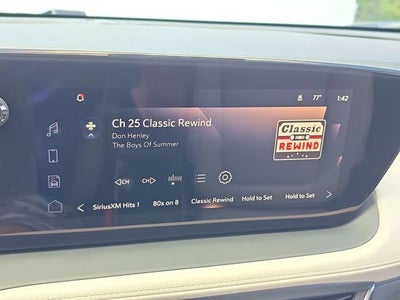 77° 1:42
Ch 25 Classic Rewind
Don Henley
The Boys Of Summer
Classic
REWIND
CH CH
SiriusXM Hits 1 80s on 8 Classic Rewind Hold to Set Hold to Set